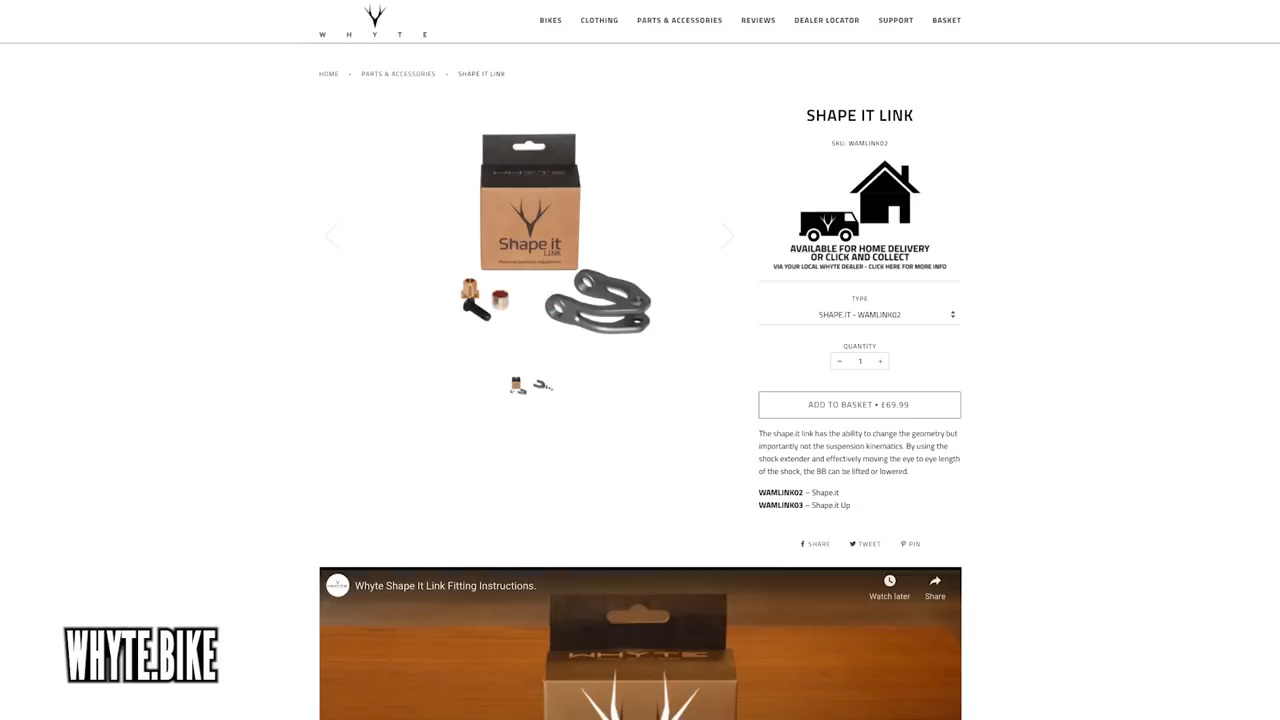 W H Y T E
BIKES CLOTHING PARTS & ACCESSORIES REVIEWS DEALER LOCATOR SUPPORT BASKET
HOME › PARTS & ACCESSORIES › SHAPE IT LINK
WHYTE
Shape it
LINK
SHAPE IT LINK
SKU: WAMLINK02
AVAILABLE FOR HOME DELIVERY
OR CLICK AND COLLECT
VIA YOUR LOCAL WHYTE DEALER - CLICK HERE FOR MORE INFO
TYPE
SHAPE.IT - WAMLINK02
QUANTITY
− 1 +
ADD TO BASKET • £69.99
The shape.it link has the ability to change the geometry but
importantly not the suspension kinematics. By using the
shock extender and effectively moving the eye to eye length
of the shock, the BB can be lifted or lowered.
WAMLINK02 – Shape.it
WAMLINK03 – Shape.it Up
SHARE TWEET PIN
Whyte Shape It Link Fitting Instructions.
Watch later Share
WHYTE
WHYTE.BIKE